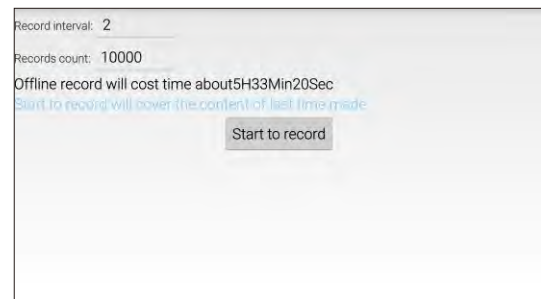 Record interval: 2
Records count: 10000
Offline record will cost time about5H33Min20Sec
Start to record will cover the content of last time made
Start to record